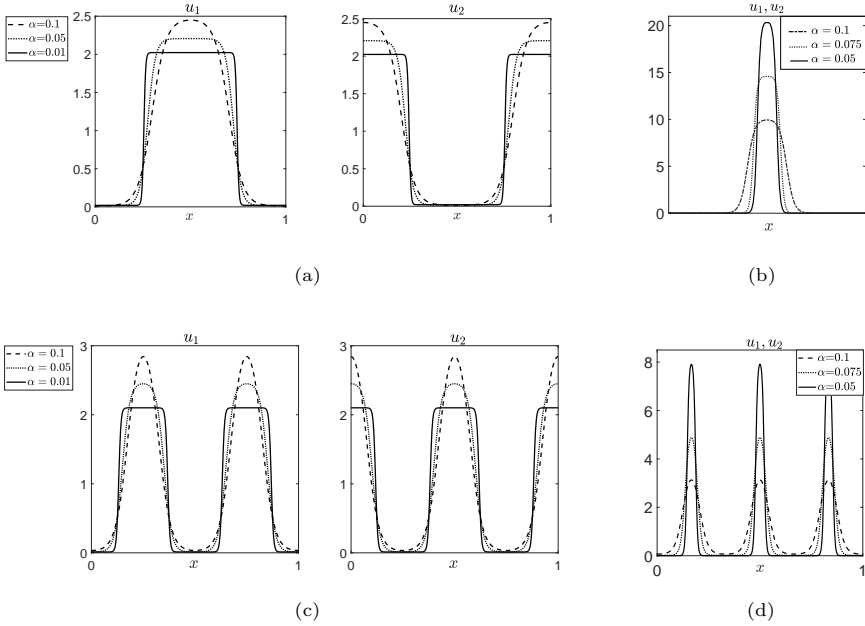 u₁
α=0.1
α=0.05
α=0.01
2.5
2
1.5
1
0.5
0
0
x
1
u₂
2.5
2
1.5
1
0.5
0
0
x
1
(a)
u₁, u₂
α = 0.1
α = 0.075
α = 0.05
20
15
10
5
0
x
(b)
u₁
α = 0.1
α = 0.05
α = 0.01
3
2
1
0
0
x
1
u₂
3
2
1
0
0
x
1
(c)
u₁, u₂
α=0.1
α=0.075
α=0.05
8
6
4
2
0
0
x
1
(d)